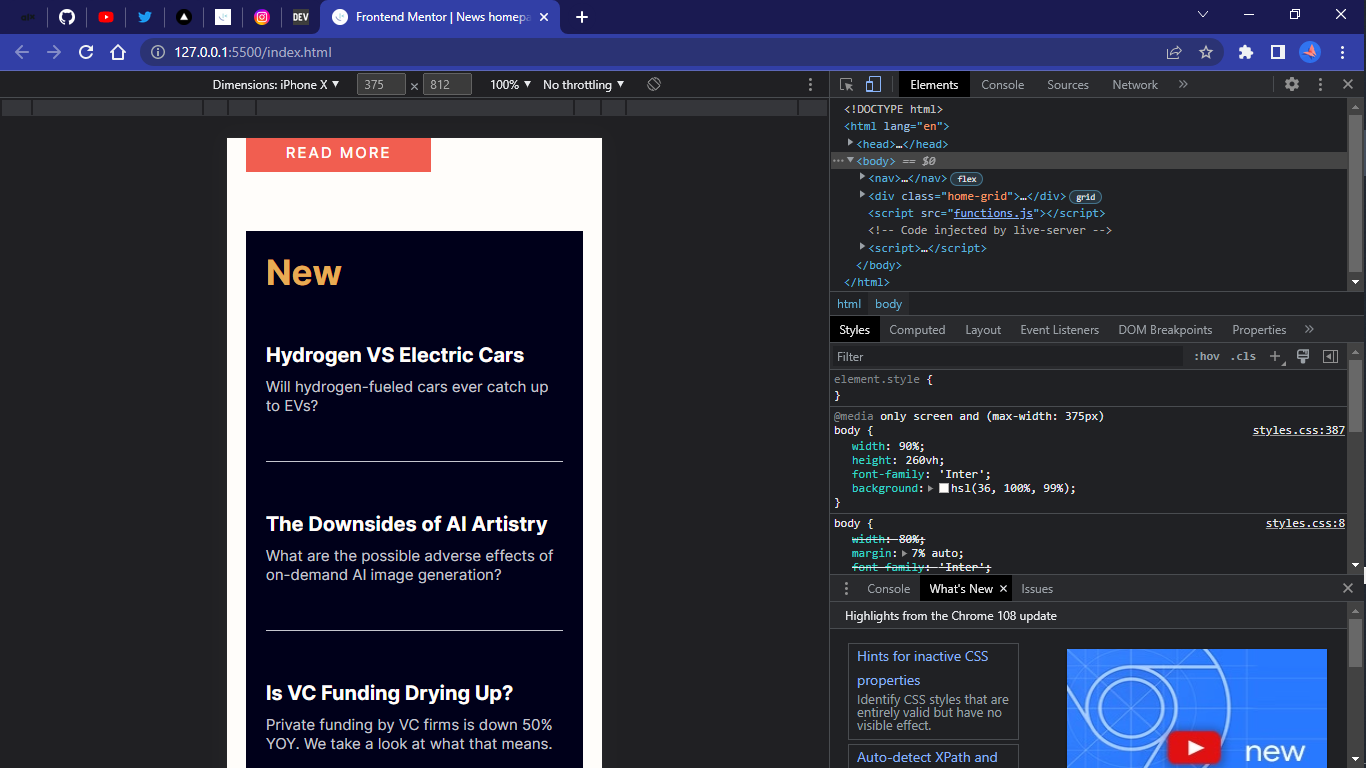 DEV
Frontend Mentor | News homepa
127.0.0.1:5500/index.html
Dimensions: iPhone X ▼ 375 × 812 100% ▼ No throttling ▼
READ MORE
New
Hydrogen VS Electric Cars
Will hydrogen-fueled cars ever catch up
to EVs?
The Downsides of AI Artistry
What are the possible adverse effects of
on-demand AI image generation?
Is VC Funding Drying Up?
Private funding by VC firms is down 50%
YOY. We take a look at what that means.
Elements Console Sources Network »
<!DOCTYPE html>
<html lang="en">
<head>…</head>
<body> == $0
<nav>…</nav> flex
<div class="home-grid">…</div> grid
<script src="functions.js"></script>
<!-- Code injected by live-server -->
<script>…</script>
</body>
</html>
html body
Styles Computed Layout Event Listeners DOM Breakpoints Properties »
Filter :hov .cls +
element.style {
}
@media only screen and (max-width: 375px)
body { styles.css:387
width: 90%;
height: 260vh;
font-family: 'Inter';
background: hsl(36, 100%, 99%);
}
body { styles.css:8
width: 80%;
margin: 7% auto;
font-family: 'Inter';
Console What's New × Issues
Highlights from the Chrome 108 update
Hints for inactive CSS
properties
Identify CSS styles that are
entirely valid but have no
visible effect.
Auto-detect XPath and
new